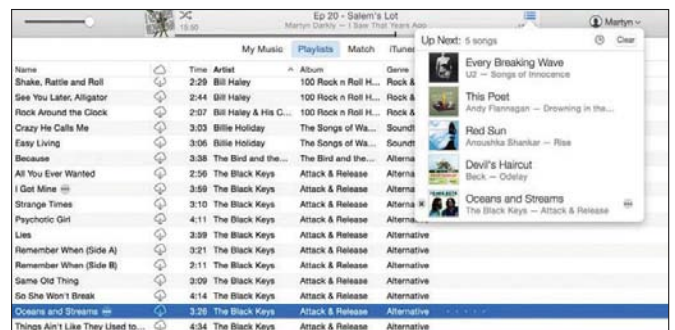 Ep 20 - Salem's Lot
15:50 Martyn Darkly — I Saw That Years Ago
Martyn
My Music Playlists Match iTunes
Up Next: 5 songs Clear
Every Breaking Wave
U2 — Songs of Innocence
This Poet
Andy Flannagan — Drowning in the...
Red Sun
Anoushka Shankar — Rise
Devil's Haircut
Beck — Odelay
Oceans and Streams
The Black Keys — Attack & Release
Name Time Artist Album Genre
Shake, Rattle and Roll 2:29 Bill Haley 100 Rock n Roll H... Rock &
See You Later, Alligator 2:44 Bill Haley 100 Rock n Roll H... Rock &
Rock Around the Clock 2:07 Bill Haley & His C... 100 Rock n Roll H... Rock &
Crazy He Calls Me 3:03 Billie Holiday The Songs of Wa... Soundt
Easy Living 3:06 Billie Holiday The Songs of Wa... Soundt
Because 3:38 The Bird and the... The Bird and the... Alterna
All You Ever Wanted 2:56 The Black Keys Attack & Release Alterna
I Got Mine 3:59 The Black Keys Attack & Release Alterna
Strange Times 3:10 The Black Keys Attack & Release Alterna
Psychotic Girl 4:11 The Black Keys Attack & Release Alternative
Lies 3:59 The Black Keys Attack & Release Alternative
Remember When (Side A) 3:21 The Black Keys Attack & Release Alternative
Remember When (Side B) 2:11 The Black Keys Attack & Release Alternative
Same Old Thing 3:09 The Black Keys Attack & Release Alternative
So She Won't Break 4:14 The Black Keys Attack & Release Alternative
Oceans and Streams 3:26 The Black Keys Attack & Release Alternative
Things Ain't Like They Used to... 4:34 The Black Keys Attack & Release Alternative